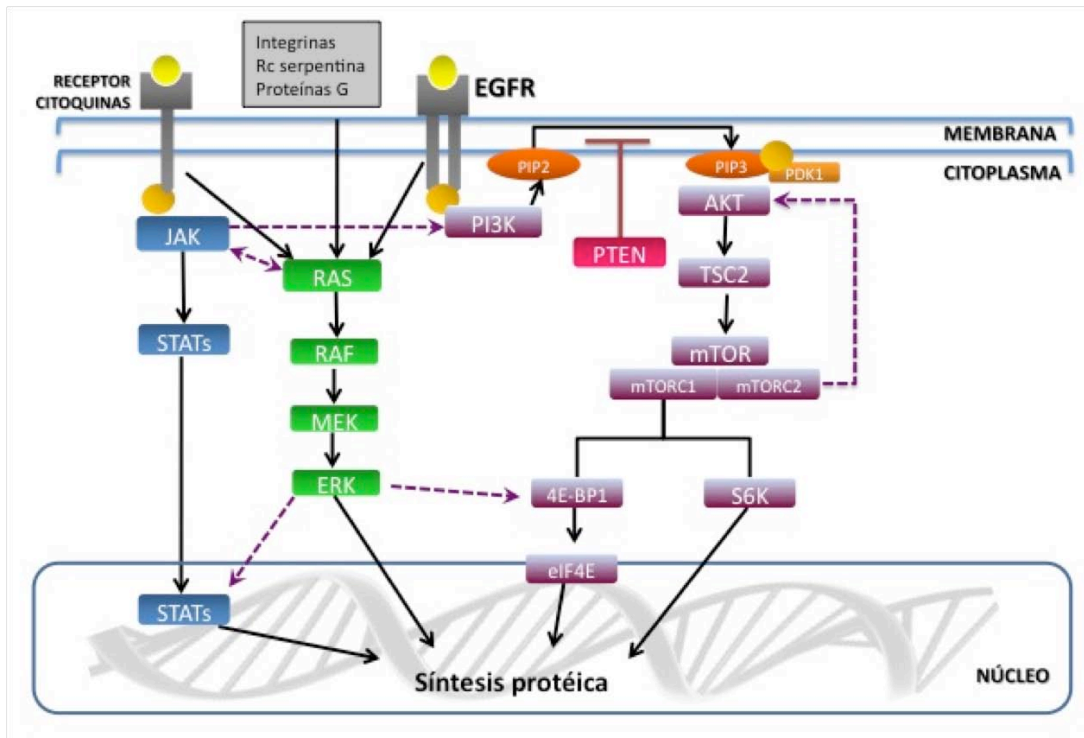 Integrinas
Rc serpentina
Proteínas G
RECEPTOR
CITOQUINAS
EGFR
MEMBRANA
CITOPLASMA
PIP2
PIP3
PDK1
JAK
PI3K
AKT
PTEN
RAS
TSC2
STATs
RAF
mTOR
mTORC1
mTORC2
MEK
ERK
4E-BP1
S6K
eIF4E
STATs
Síntesis protéica
NÚCLEO